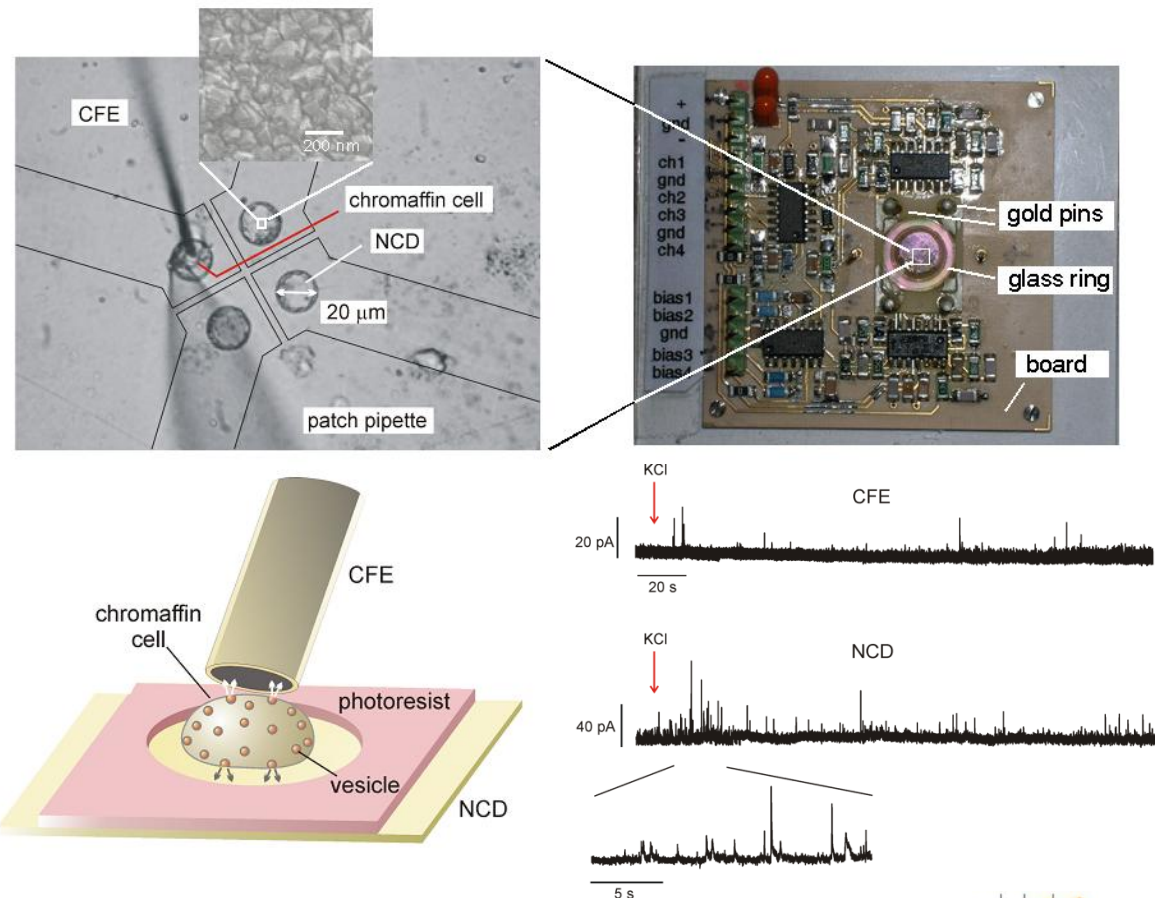 200 nm
CFE
chromaffin cell
NCD
20 μm
patch pipette
+
gnd
-
ch1
gnd
ch2
ch3
gnd
ch4
bias1
bias2
gnd
bias3
bias4
gold pins
glass ring
board
CFE
chromaffin
cell
photoresist
vesicle
NCD
KCl
CFE
20 pA
20 s
KCl
NCD
40 pA
5 s